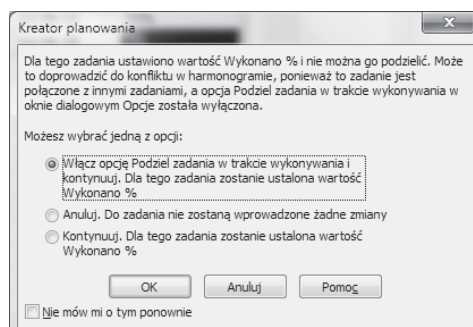 Kreator planowania
Dla tego zadania ustawiono wartość Wykonano % i nie można go podzielić. Może
to doprowadzić do konfliktu w harmonogramie, ponieważ to zadanie jest
połączone z innymi zadaniami, a opcja Podziel zadania w trakcie wykonywania w
oknie dialogowym Opcje została wyłączona.
Możesz wybrać jedną z opcji:
Włącz opcję Podziel zadania w trakcie wykonywania i
kontynuuj. Dla tego zadania zostanie ustalona wartość
Wykonano %
Anuluj. Do zadania nie zostaną wprowadzone żadne zmiany
Kontynuuj. Dla tego zadania zostanie ustalona wartość
Wykonano %
OK Anuluj Pomoc
Nie mów mi o tym ponownie